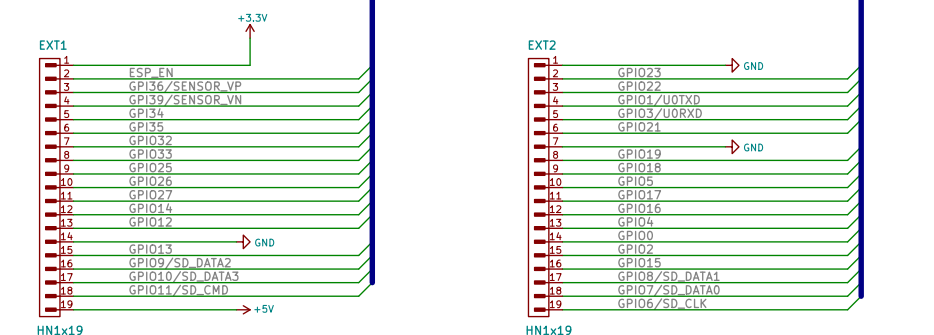 +3.3V
EXT1
1
2 ESP_EN
3 GPI36/SENSOR_VP
4 GPI39/SENSOR_VN
5 GPI34
6 GPI35
7 GPIO32
8 GPIO33
9 GPIO25
10 GPIO26
11 GPIO27
12 GPIO14
13 GPIO12
14 GND
15 GPIO13
16 GPIO9/SD_DATA2
17 GPIO10/SD_DATA3
18 GPIO11/SD_CMD
19 +5V
HN1x19
EXT2
1 GND
2 GPIO23
3 GPIO22
4 GPIO1/U0TXD
5 GPIO3/U0RXD
6 GPIO21
7 GND
8 GPIO19
9 GPIO18
10 GPIO5
11 GPIO17
12 GPIO16
13 GPIO4
14 GPIO0
15 GPIO2
16 GPIO15
17 GPIO8/SD_DATA1
18 GPIO7/SD_DATA0
19 GPIO6/SD_CLK
HN1x19